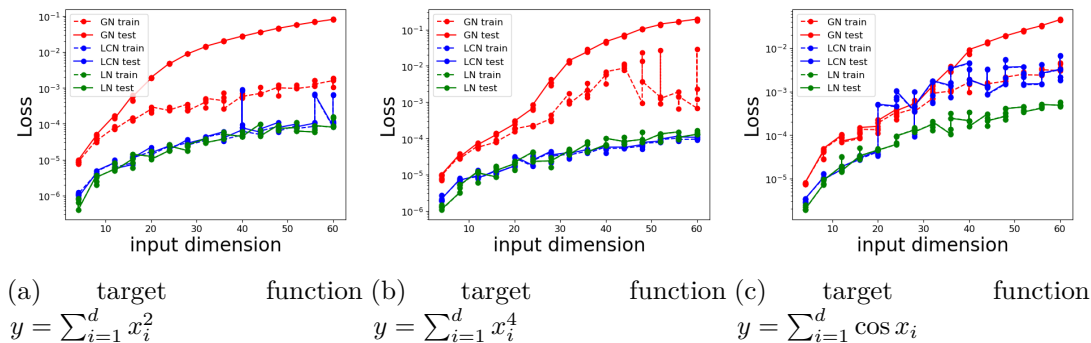 GN train
GN test
LCN train
LCN test
LN train
LN test
10⁻¹
10⁻²
10⁻³
10⁻⁴
10⁻⁵
10⁻⁶
Loss
10 20 30 40 50 60
input dimension
GN train
GN test
LCN train
LCN test
LN train
LN test
10⁻¹
10⁻²
10⁻³
10⁻⁴
10⁻⁵
10⁻⁶
Loss
10 20 30 40 50 60
input dimension
GN train
GN test
LCN train
LCN test
LN train
LN test
10⁻²
10⁻³
10⁻⁴
10⁻⁵
Loss
10 20 30 40 50 60
input dimension
(a) target function
y = ∑_{i=1}^{d} x_i^2
(b) target function
y = ∑_{i=1}^{d} x_i^4
(c) target function
y = ∑_{i=1}^{d} cos x_i